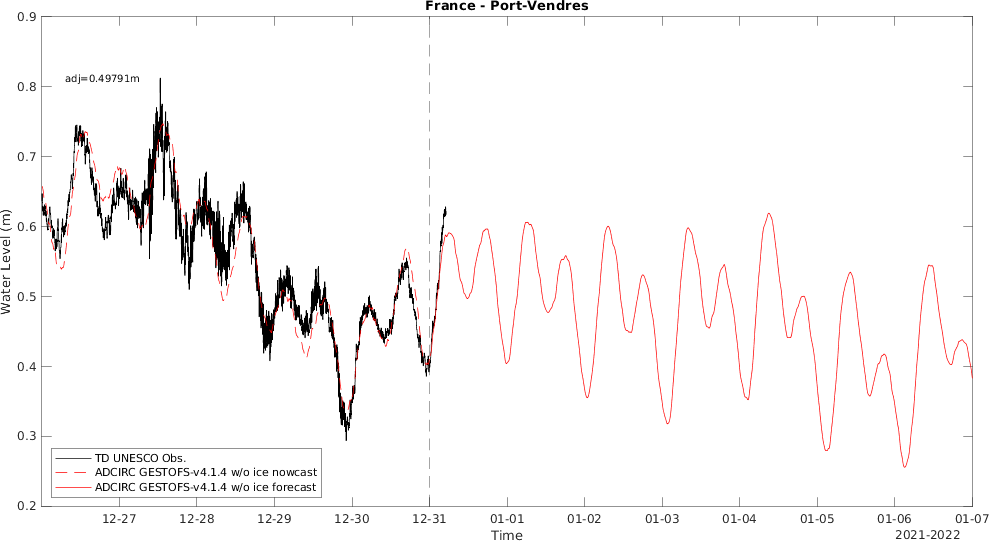 France - Port-Vendres
0.9
0.8
0.7
0.6
0.5
0.4
0.3
0.2
Water Level (m)
adj=0.49791m
TD UNESCO Obs.
ADCIRC GESTOFS-v4.1.4 w/o ice nowcast
ADCIRC GESTOFS-v4.1.4 w/o ice forecast
12-27 12-28 12-29 12-30 12-31 01-01 01-02 01-03 01-04 01-05 01-06 01-07
Time
2021-2022